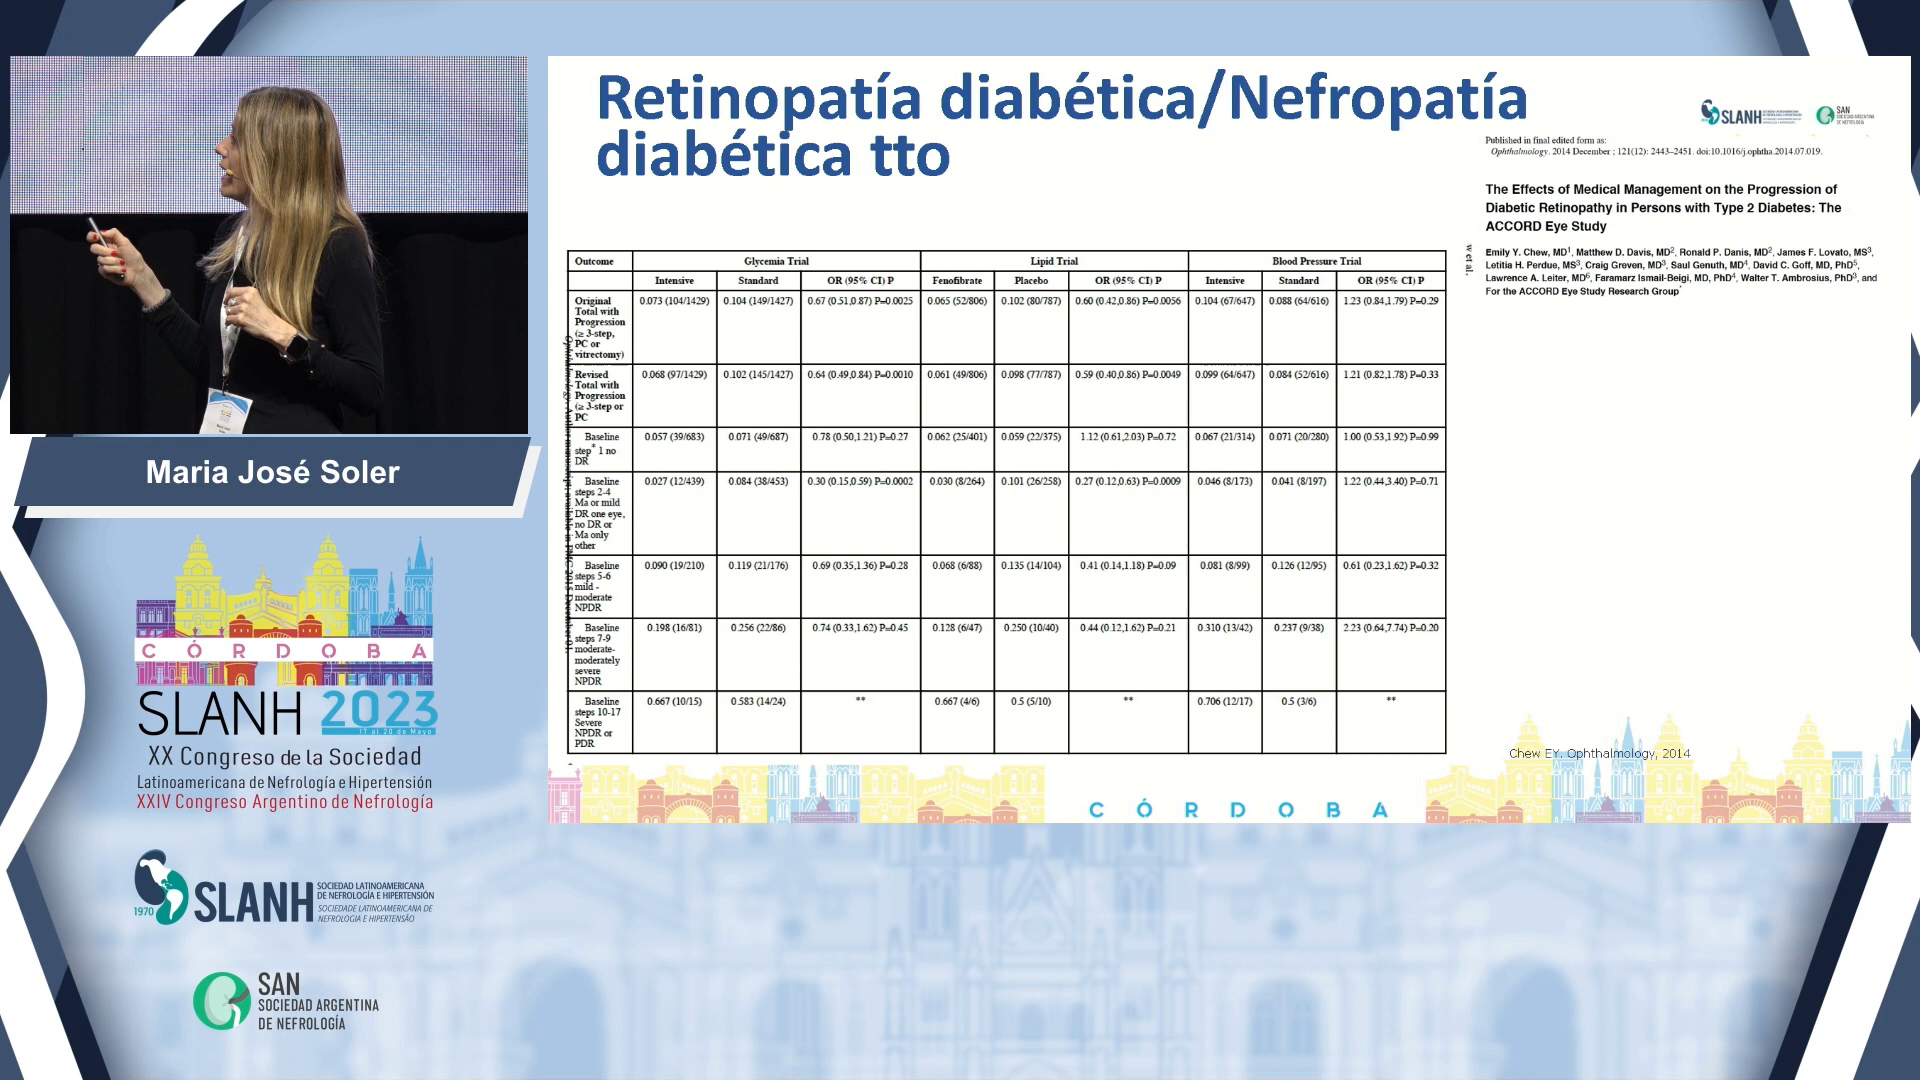 Retinopatía diabética/Nefropatía
diabética tto
SLANH
SAN
Published in final edited form as:
Ophthalmology. 2014 December ; 121(12): 2443–2451. doi:10.1016/j.ophtha.2014.07.019.
The Effects of Medical Management on the Progression of
Diabetic Retinopathy in Persons with Type 2 Diabetes: The
ACCORD Eye Study
Emily Y. Chew, MD1, Matthew D. Davis, MD2, Ronald P. Danis, MD2, James F. Lovato, MS3,
Letitia H. Perdue, MS3, Craig Greven, MD3, Saul Genuth, MD4, David C. Goff, MD, PhD5,
Lawrence A. Leiter, MD6, Faramarz Ismail-Beigi, MD, PhD4, Walter T. Ambrosius, PhD3, and
For the ACCORD Eye Study Research Group*
w et al.
Outcome Glycemia Trial Lipid Trial Blood Pressure Trial
Intensive Standard OR (95% CI) P Fenofibrate Placebo OR (95% CI) P Intensive Standard OR (95% CI) P
Original 0.073 (104/1429) 0.104 (149/1427) 0.67 (0.51,0.87) P=0.0025 0.065 (52/806) 0.102 (80/787) 0.60 (0.42,0.86) P=0.0056 0.104 (67/647) 0.088 (64/616) 1.23 (0.84,1.79) P=0.29
Total with
Progression
(≥ 3-step,
PC or
vitrectomy)
Revised 0.068 (97/1429) 0.102 (145/1427) 0.64 (0.49,0.84) P=0.0010 0.061 (49/806) 0.098 (77/787) 0.59 (0.40,0.86) P=0.0049 0.099 (64/647) 0.084 (52/616) 1.21 (0.82,1.78) P=0.33
Total with
Progression
(≥ 3-step or
PC
Baseline 0.057 (39/683) 0.071 (49/687) 0.78 (0.50,1.21) P=0.27 0.062 (25/401) 0.059 (22/375) 1.12 (0.61,2.03) P=0.72 0.067 (21/314) 0.071 (20/280) 1.00 (0.53,1.92) P=0.99
step* 1 no
DR
Baseline 0.027 (12/439) 0.084 (38/453) 0.30 (0.15,0.59) P=0.0002 0.030 (8/264) 0.101 (26/258) 0.27 (0.12,0.63) P=0.0009 0.046 (8/173) 0.041 (8/197) 1.22 (0.44,3.40) P=0.71
steps 2-4
Ma or mild
DR one eye,
no DR or
Ma only
other
Baseline 0.090 (19/210) 0.119 (21/176) 0.69 (0.35,1.36) P=0.28 0.068 (6/88) 0.135 (14/104) 0.41 (0.14,1.18) P=0.09 0.081 (8/99) 0.126 (12/95) 0.61 (0.23,1.62) P=0.32
steps 5-6
mild -
moderate
NPDR
Baseline 0.198 (16/81) 0.256 (22/86) 0.74 (0.33,1.62) P=0.45 0.128 (6/47) 0.250 (10/40) 0.44 (0.12,1.62) P=0.21 0.310 (13/42) 0.237 (9/38) 2.23 (0.64,7.74) P=0.20
steps 7-9
moderate-
moderately
severe
NPDR
Baseline 0.667 (10/15) 0.583 (14/24) ** 0.667 (4/6) 0.5 (5/10) ** 0.706 (12/17) 0.5 (3/6) **
steps 10-17
Severe
NPDR or
PDR
Chew EY. Ophthalmology, 2014
CÓRDOBA
Maria José Soler
CÓRDOBA
SLANH 2023
17 al 20 de Mayo
XX Congreso de la Sociedad
Latinoamericana de Nefrología e Hipertensión
XXIV Congreso Argentino de Nefrología
1970
SLANH
SOCIEDAD LATINOAMERICANA
DE NEFROLOGÍA E HIPERTENSIÓN
SOCIEDADE LATINOAMERICANA DE
NEFROLOGIA E HIPERTENSÃO
SAN
SOCIEDAD ARGENTINA
DE NEFROLOGÍA